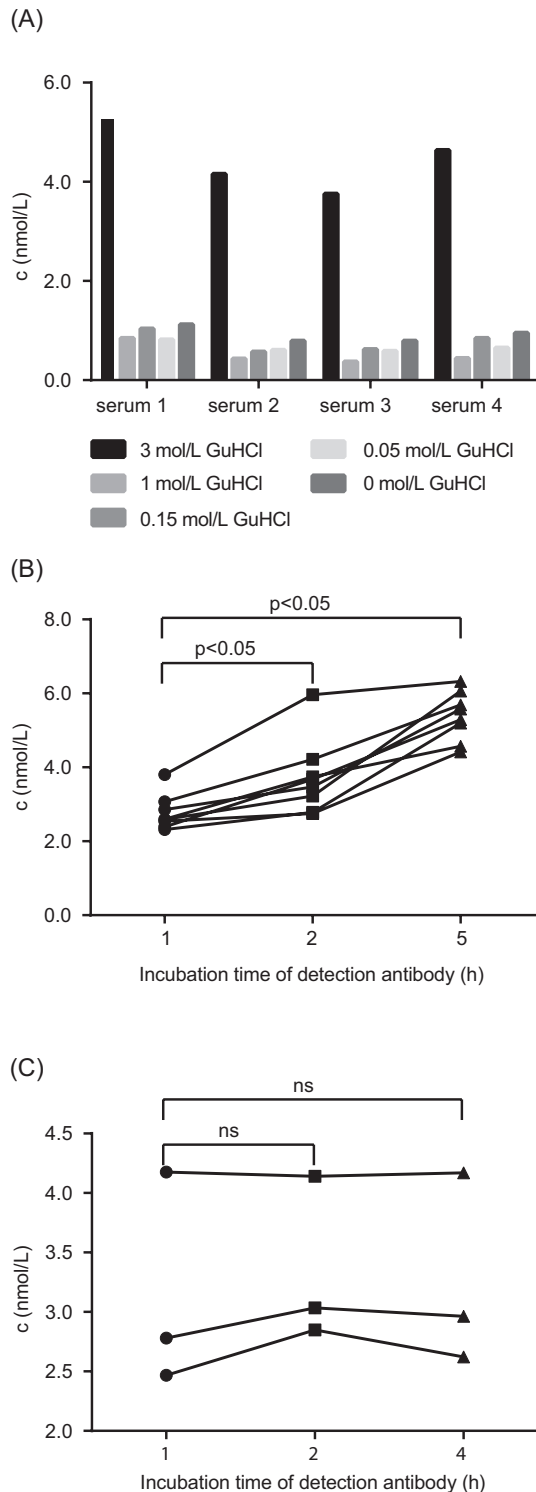 (A)
6.0
4.0
2.0
0.0
c (nmol/L)
serum 1 serum 2 serum 3 serum 4
3 mol/L GuHCl 0.05 mol/L GuHCl
1 mol/L GuHCl 0 mol/L GuHCl
0.15 mol/L GuHCl
(B)
p<0.05
p<0.05
8.0
6.0
4.0
2.0
0.0
c (nmol/L)
1 2 5
Incubation time of detection antibody (h)
(C)
ns
ns
4.5
4.0
3.5
3.0
2.5
2.0
c (nmol/L)
1 2 4
Incubation time of detection antibody (h)